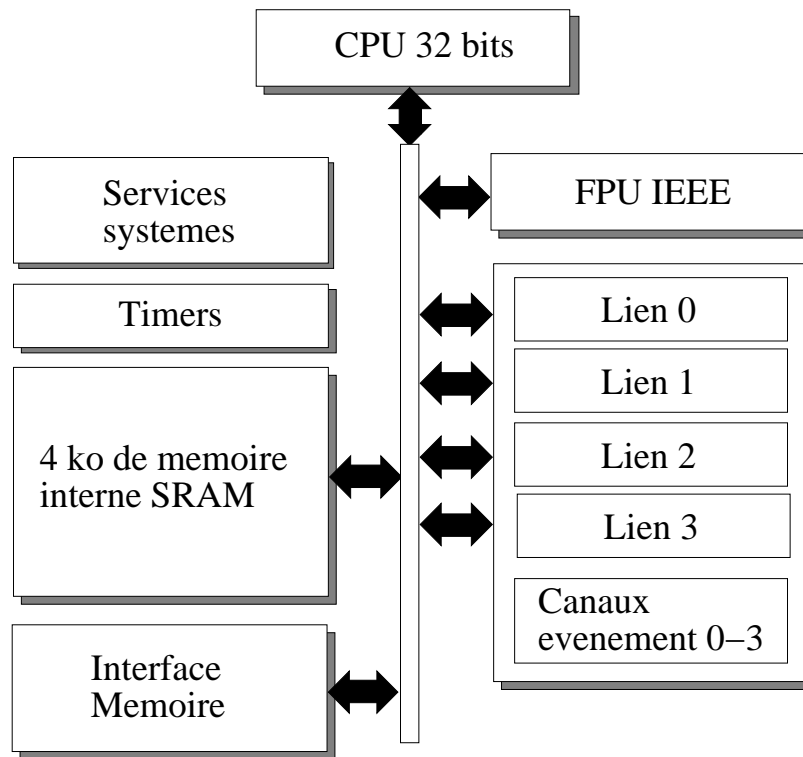 CPU 32 bits
Services
systemes
FPU IEEE
Timers
Lien 0
Lien 1
4 ko de memoire
interne SRAM
Lien 2
Lien 3
Canaux
evenement 0−3
Interface
Memoire